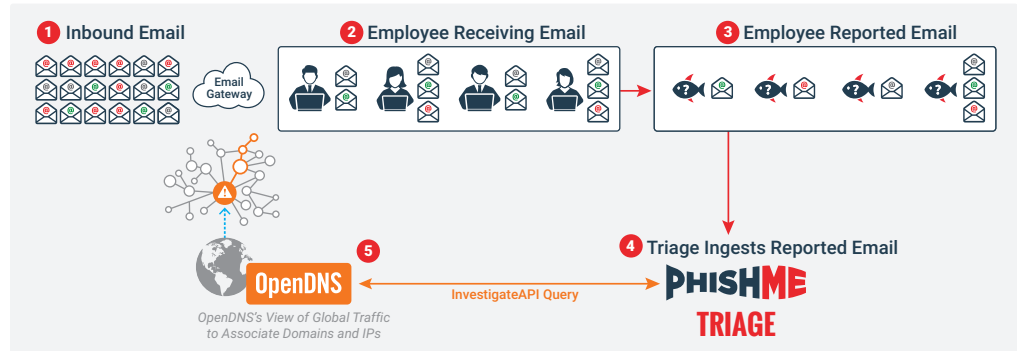 1 Inbound Email
Email
Gateway
2 Employee Receiving Email
3 Employee Reported Email
4 Triage Ingests Reported Email
PHISHME
TRIAGE
5
OpenDNS
InvestigateAPI Query
OpenDNS's View of Global Traffic
to Associate Domains and IPs